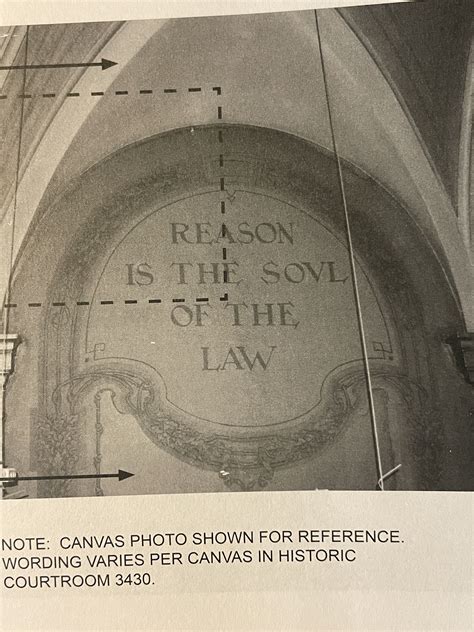 REASON
IS THE SOVL
OF THE
LAW
NOTE: CANVAS PHOTO SHOWN FOR REFERENCE.
WORDING VARIES PER CANVAS IN HISTORIC
COURTROOM 3430.